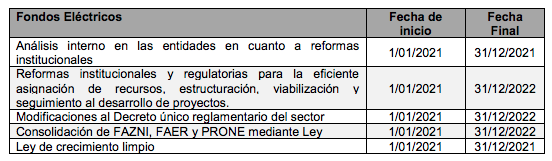 Fondos Eléctricos
Fecha de inicio
Fecha Final
Análisis interno en las entidades en cuanto a reformas
institucionales
1/01/2021
31/12/2021
Reformas institucionales y regulatorias para la eficiente
asignación de recursos, estructuración, viabilización y
seguimiento al desarrollo de proyectos.
1/01/2021
31/12/2022
Modificaciones al Decreto único reglamentario del sector
1/01/2021
31/12/2022
Consolidación de FAZNI, FAER y PRONE mediante Ley
1/01/2021
31/12/2022
Ley de crecimiento limpio
1/01/2021
31/12/2022